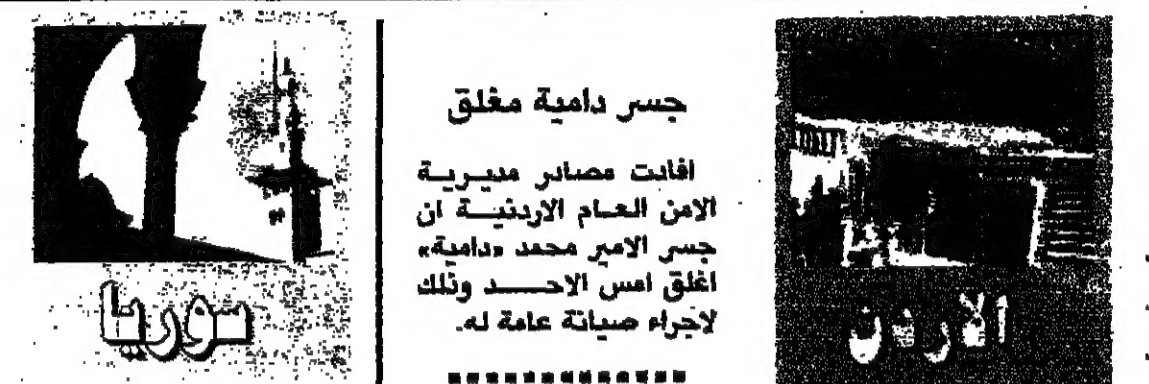 الأردن
جسر دامية مغلق
افادت مصادر مديرية
الامن العام الاردنية ان
جسر الامير محمد «دامية»
اغلق امس الاحد وذلك
لاجراء صيانة عامة له.
سوريا